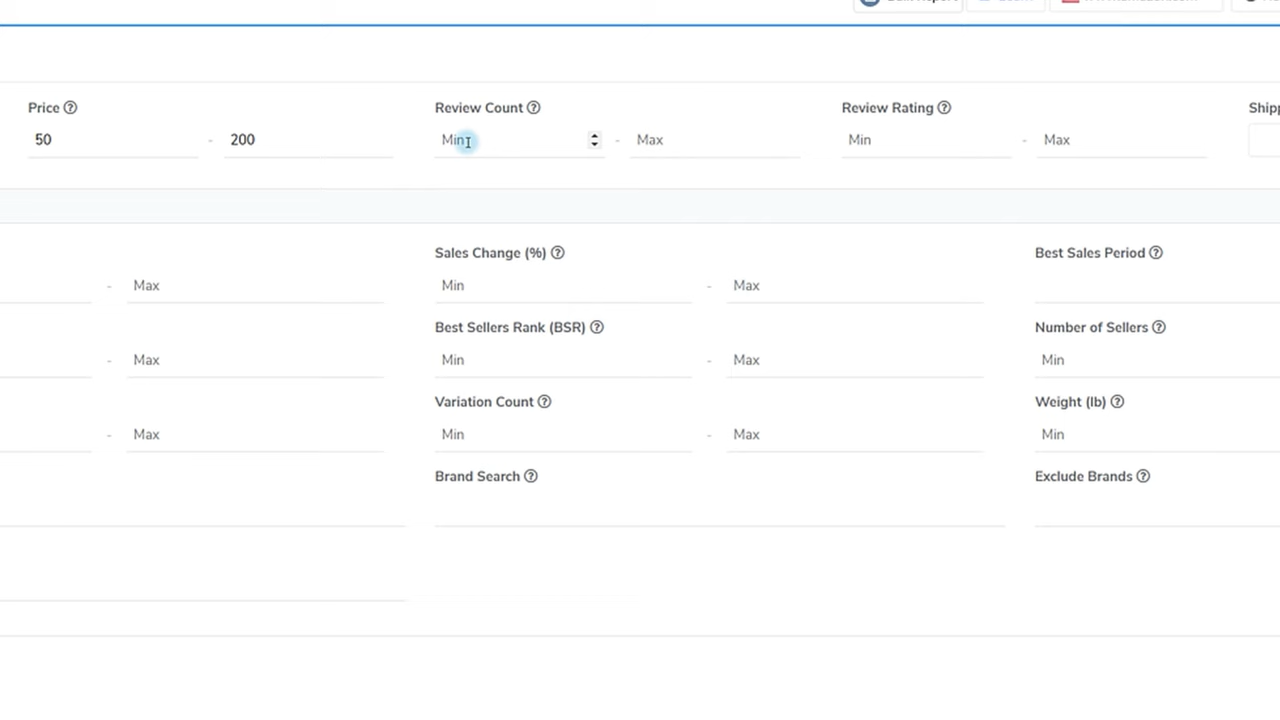 Price
Review Count
Review Rating
50 - 200
Min - Max
Min - Max
Sales Change (%)
Best Sales Period
- Max
Min - Max
Best Sellers Rank (BSR)
Number of Sellers
- Max
Min - Max
Min
Variation Count
Weight (lb)
- Max
Min - Max
Min
Brand Search
Exclude Brands